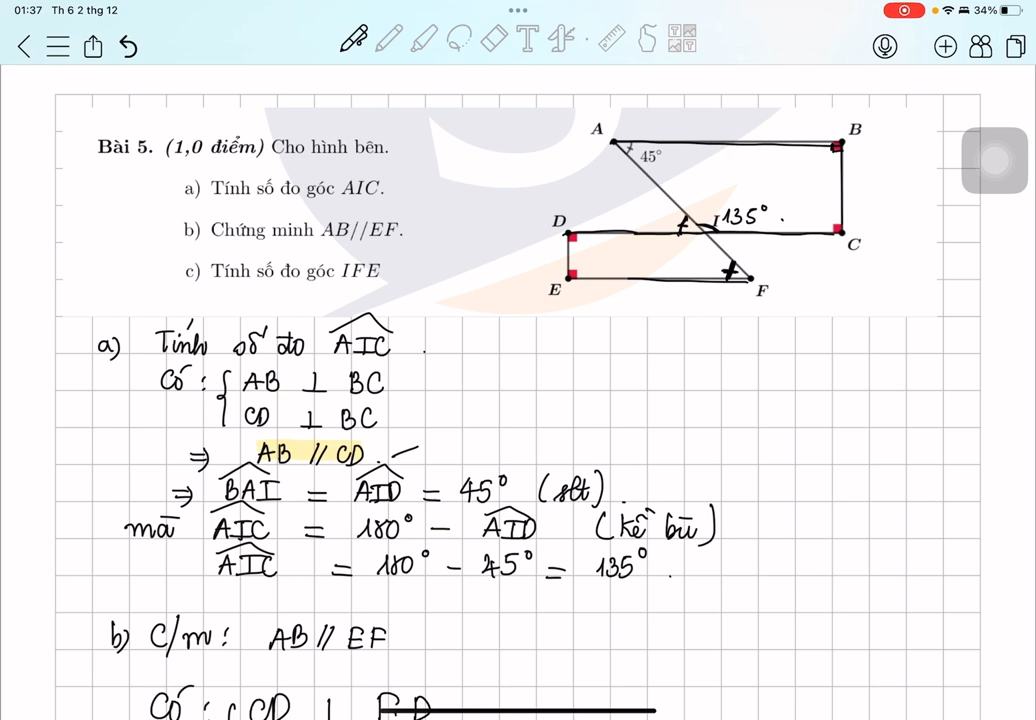 01:37 Th 6 2 thg 12
34%
Bài 5. (1,0 điểm) Cho hình bên.
a) Tính số đo góc AIC.
b) Chứng minh AB//EF.
c) Tính số đo góc IFE
A
B
45°
D
I
135°.
C
E
F
a) Tính số đo AIC.
Có: { AB ⊥ BC
CD ⊥ BC
⇒ AB // CD.
⇒ BAI = AID = 45° (slt).
mà AIC = 180° - AID (kề bù)
AIC = 180° - 45° = 135°.
b) C/m: AB // EF
Có: { CD ⊥ ED